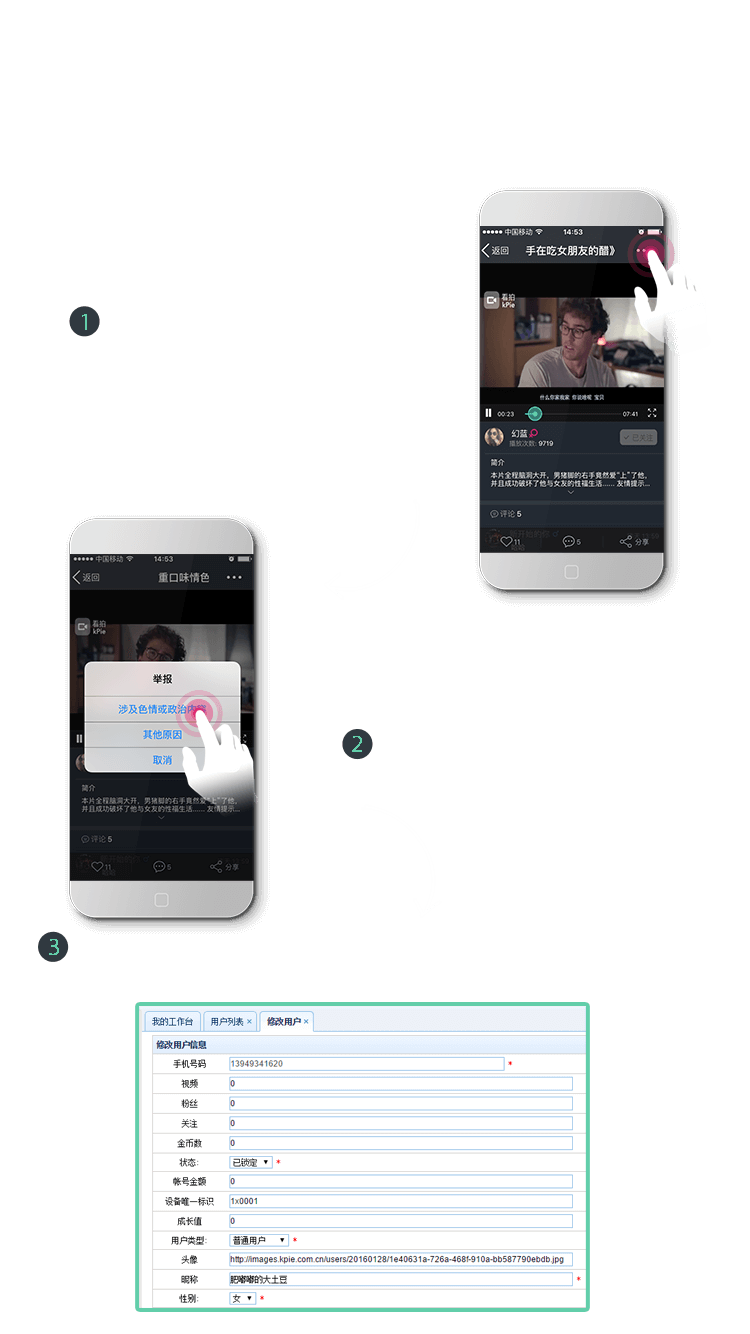 中国移动 14:53
返回 手在吃女朋友的醋》
1
看拍
kPie
什么你家我家 你说啥呢 宝贝
00:23 07:41
幻蓝
已关注
播放次数: 9719
简介
本片全程脑洞大开，男猪脚的右手竟然爱“上”了他，
并且成功破坏了他与女友的性福生活...... 友情提示...
评论 5
11 5 分享
中国移动 14:53
返回 重口味情色
看拍
kPie
举报
涉及色情或政治内容
其他原因
取消
2
简介
本片全程脑洞大开，男猪脚的右手竟然爱“上”了他，
并且成功破坏了他与女友的性福生活...... 友情提示...
评论 5
11 5 分享
3
我的工作台 用户列表 × 修改用户 ×
修改用户信息
手机号码 13949341620 *
视频 0
粉丝 0
关注 0
金币数 0
状态: 已锁定 *
帐号金额 0
设备唯一标识 1x0001
成长值 0
用户类型: 普通用户 *
头像 http://images.kpie.com.cn/users/20160128/1e40631a-726a-468f-910a-bb587790ebdb.jpg
昵称 肥嘟嘟的大土豆 *
性别: 女 *